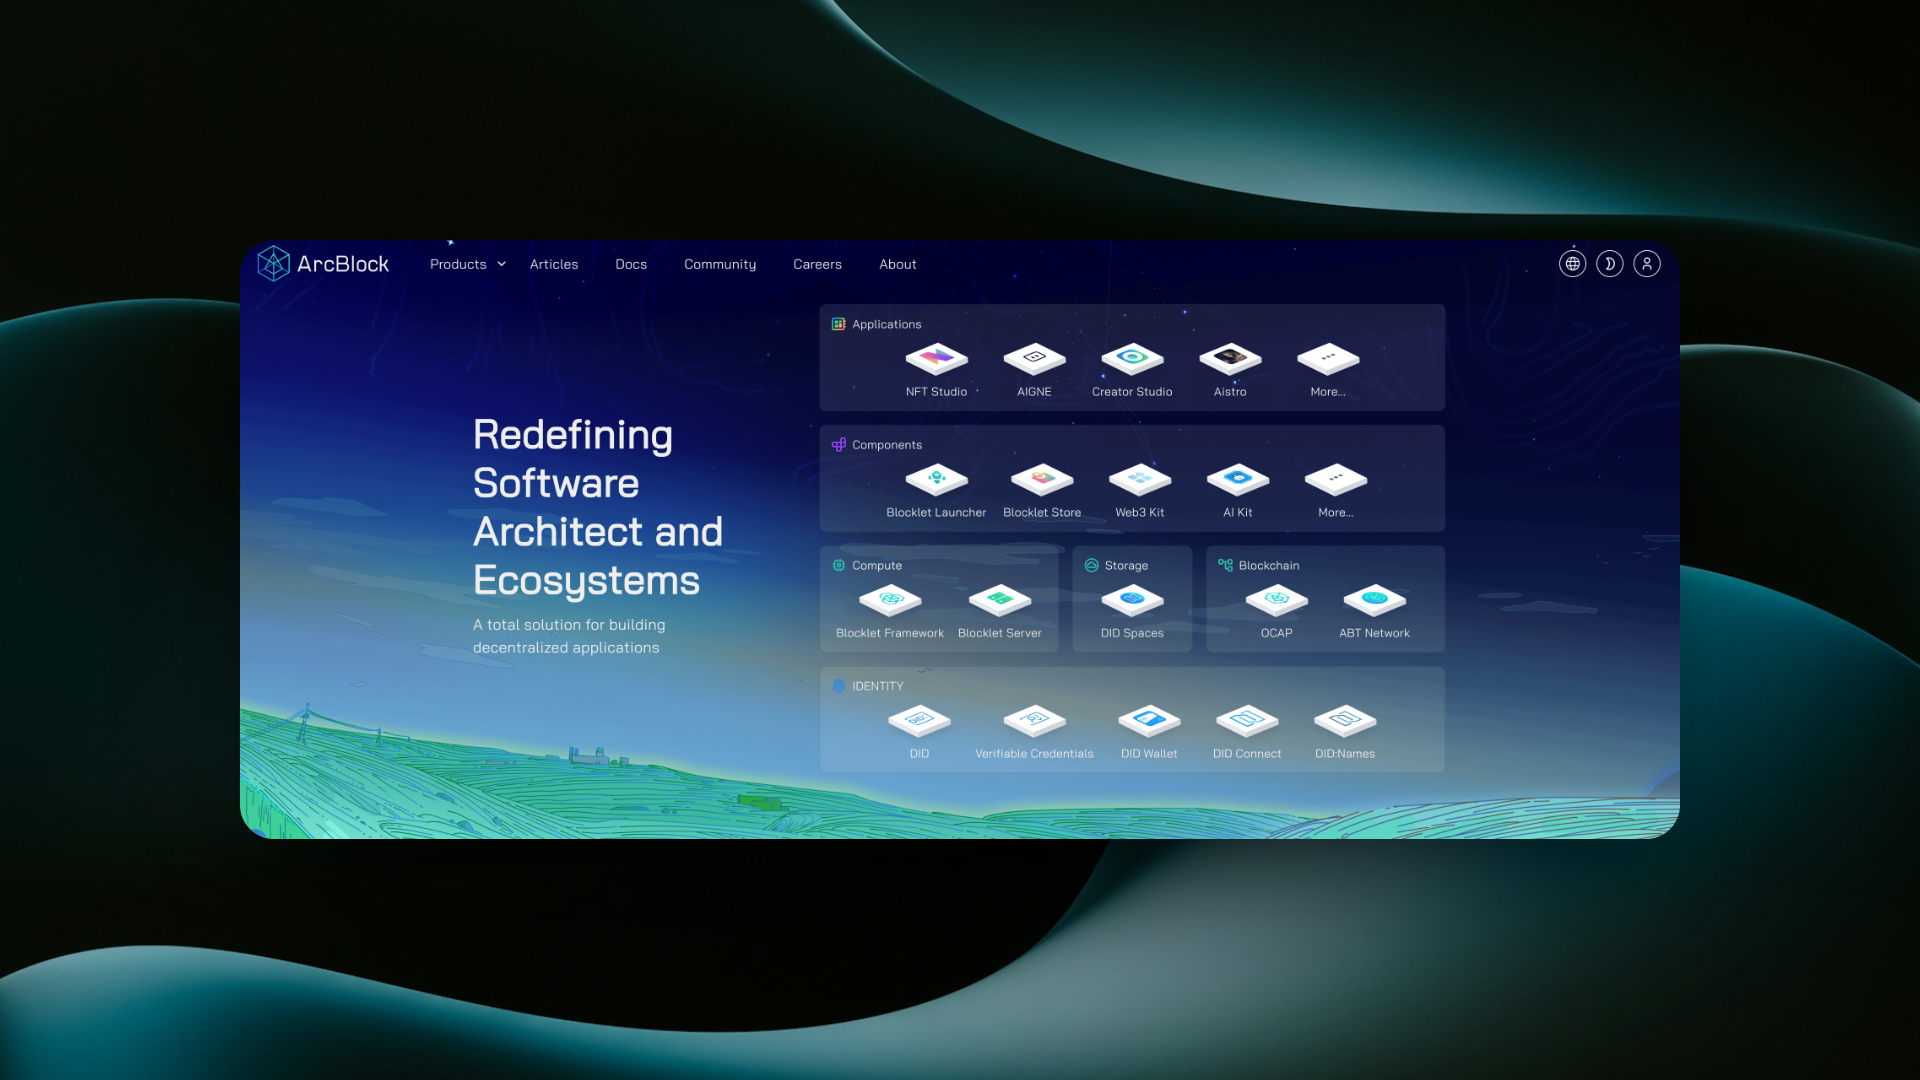 ArcBlock
Products
Articles
Docs
Community
Careers
About
Redefining
Software
Architect and
Ecosystems
A total solution for building
decentralized applications
Applications
NFT Studio
AIGNE
Creator Studio
Aistro
More...
Components
Blocklet Launcher
Blocklet Store
Web3 Kit
AI Kit
More...
Compute
Blocklet Framework
Blocklet Server
Storage
DID Spaces
Blockchain
OCAP
ABT Network
IDENTITY
DID
Verifiable Credentials
DID Wallet
DID Connect
DID:Names